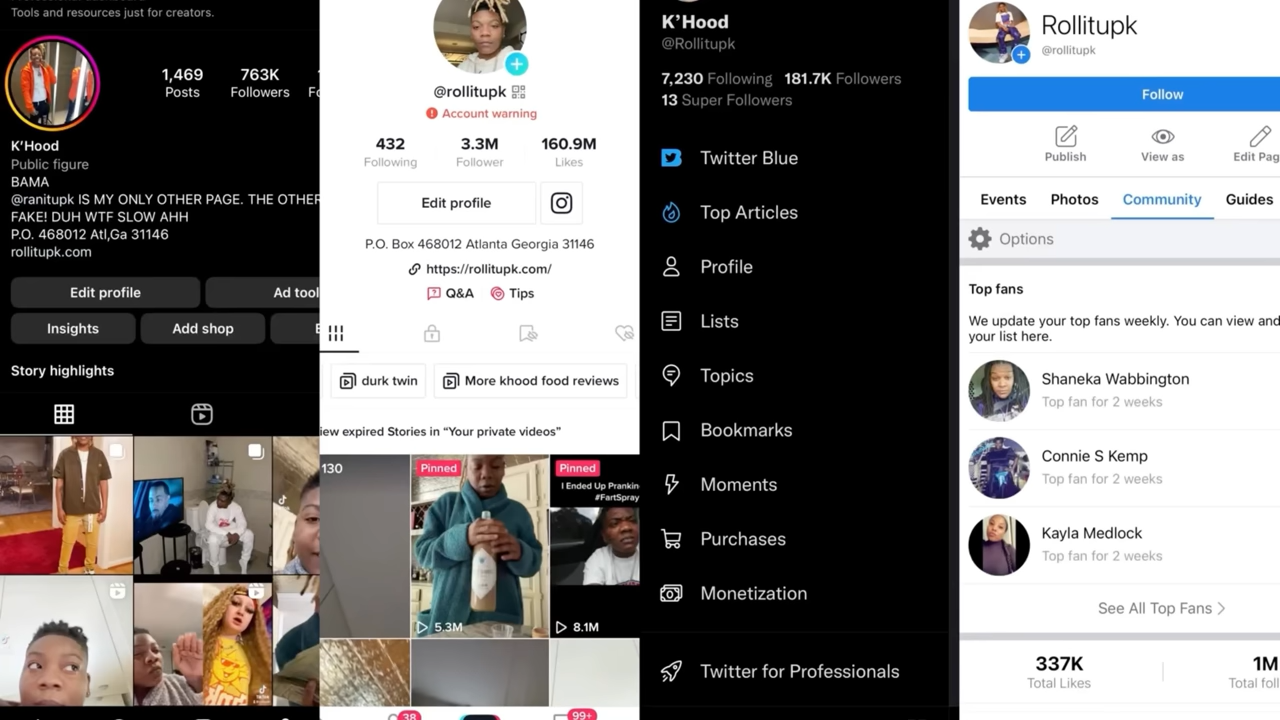 Tools and resources just for creators.
1,469
Posts
763K
Followers
K'Hood
Public figure
BAMA
@ranitupk IS MY ONLY OTHER PAGE. THE OTHER
FAKE! DUH WTF SLOW AHH
P.O. 468012 Atl,Ga 31146
rollitupk.com
Edit profile
Ad tool
Insights
Add shop
Story highlights
@rollitupk
Account warning
432
Following
3.3M
Follower
160.9M
Likes
Edit profile
P.O. Box 468012 Atlanta Georgia 31146
https://rollitupk.com/
Q&A
Tips
durk twin
More khood food reviews
iew expired Stories in “Your private videos”
130
Pinned
5.3M
Pinned
I Ended Up Prankin
#FartSpray
8.1M
38
99+
K'Hood
@Rollitupk
7,230 Following 181.7K Followers
13 Super Followers
Twitter Blue
Top Articles
Profile
Lists
Topics
Bookmarks
Moments
Purchases
Monetization
Twitter for Professionals
Rollitupk
@rollitupk
Follow
Publish
View as
Edit Pag
Events
Photos
Community
Guides
Options
Top fans
We update your top fans weekly. You can view and
your list here.
Shaneka Wabbington
Top fan for 2 weeks
Connie S Kemp
Top fan for 2 weeks
Kayla Medlock
Top fan for 2 weeks
See All Top Fans
337K
Total Likes
1M
Total foll